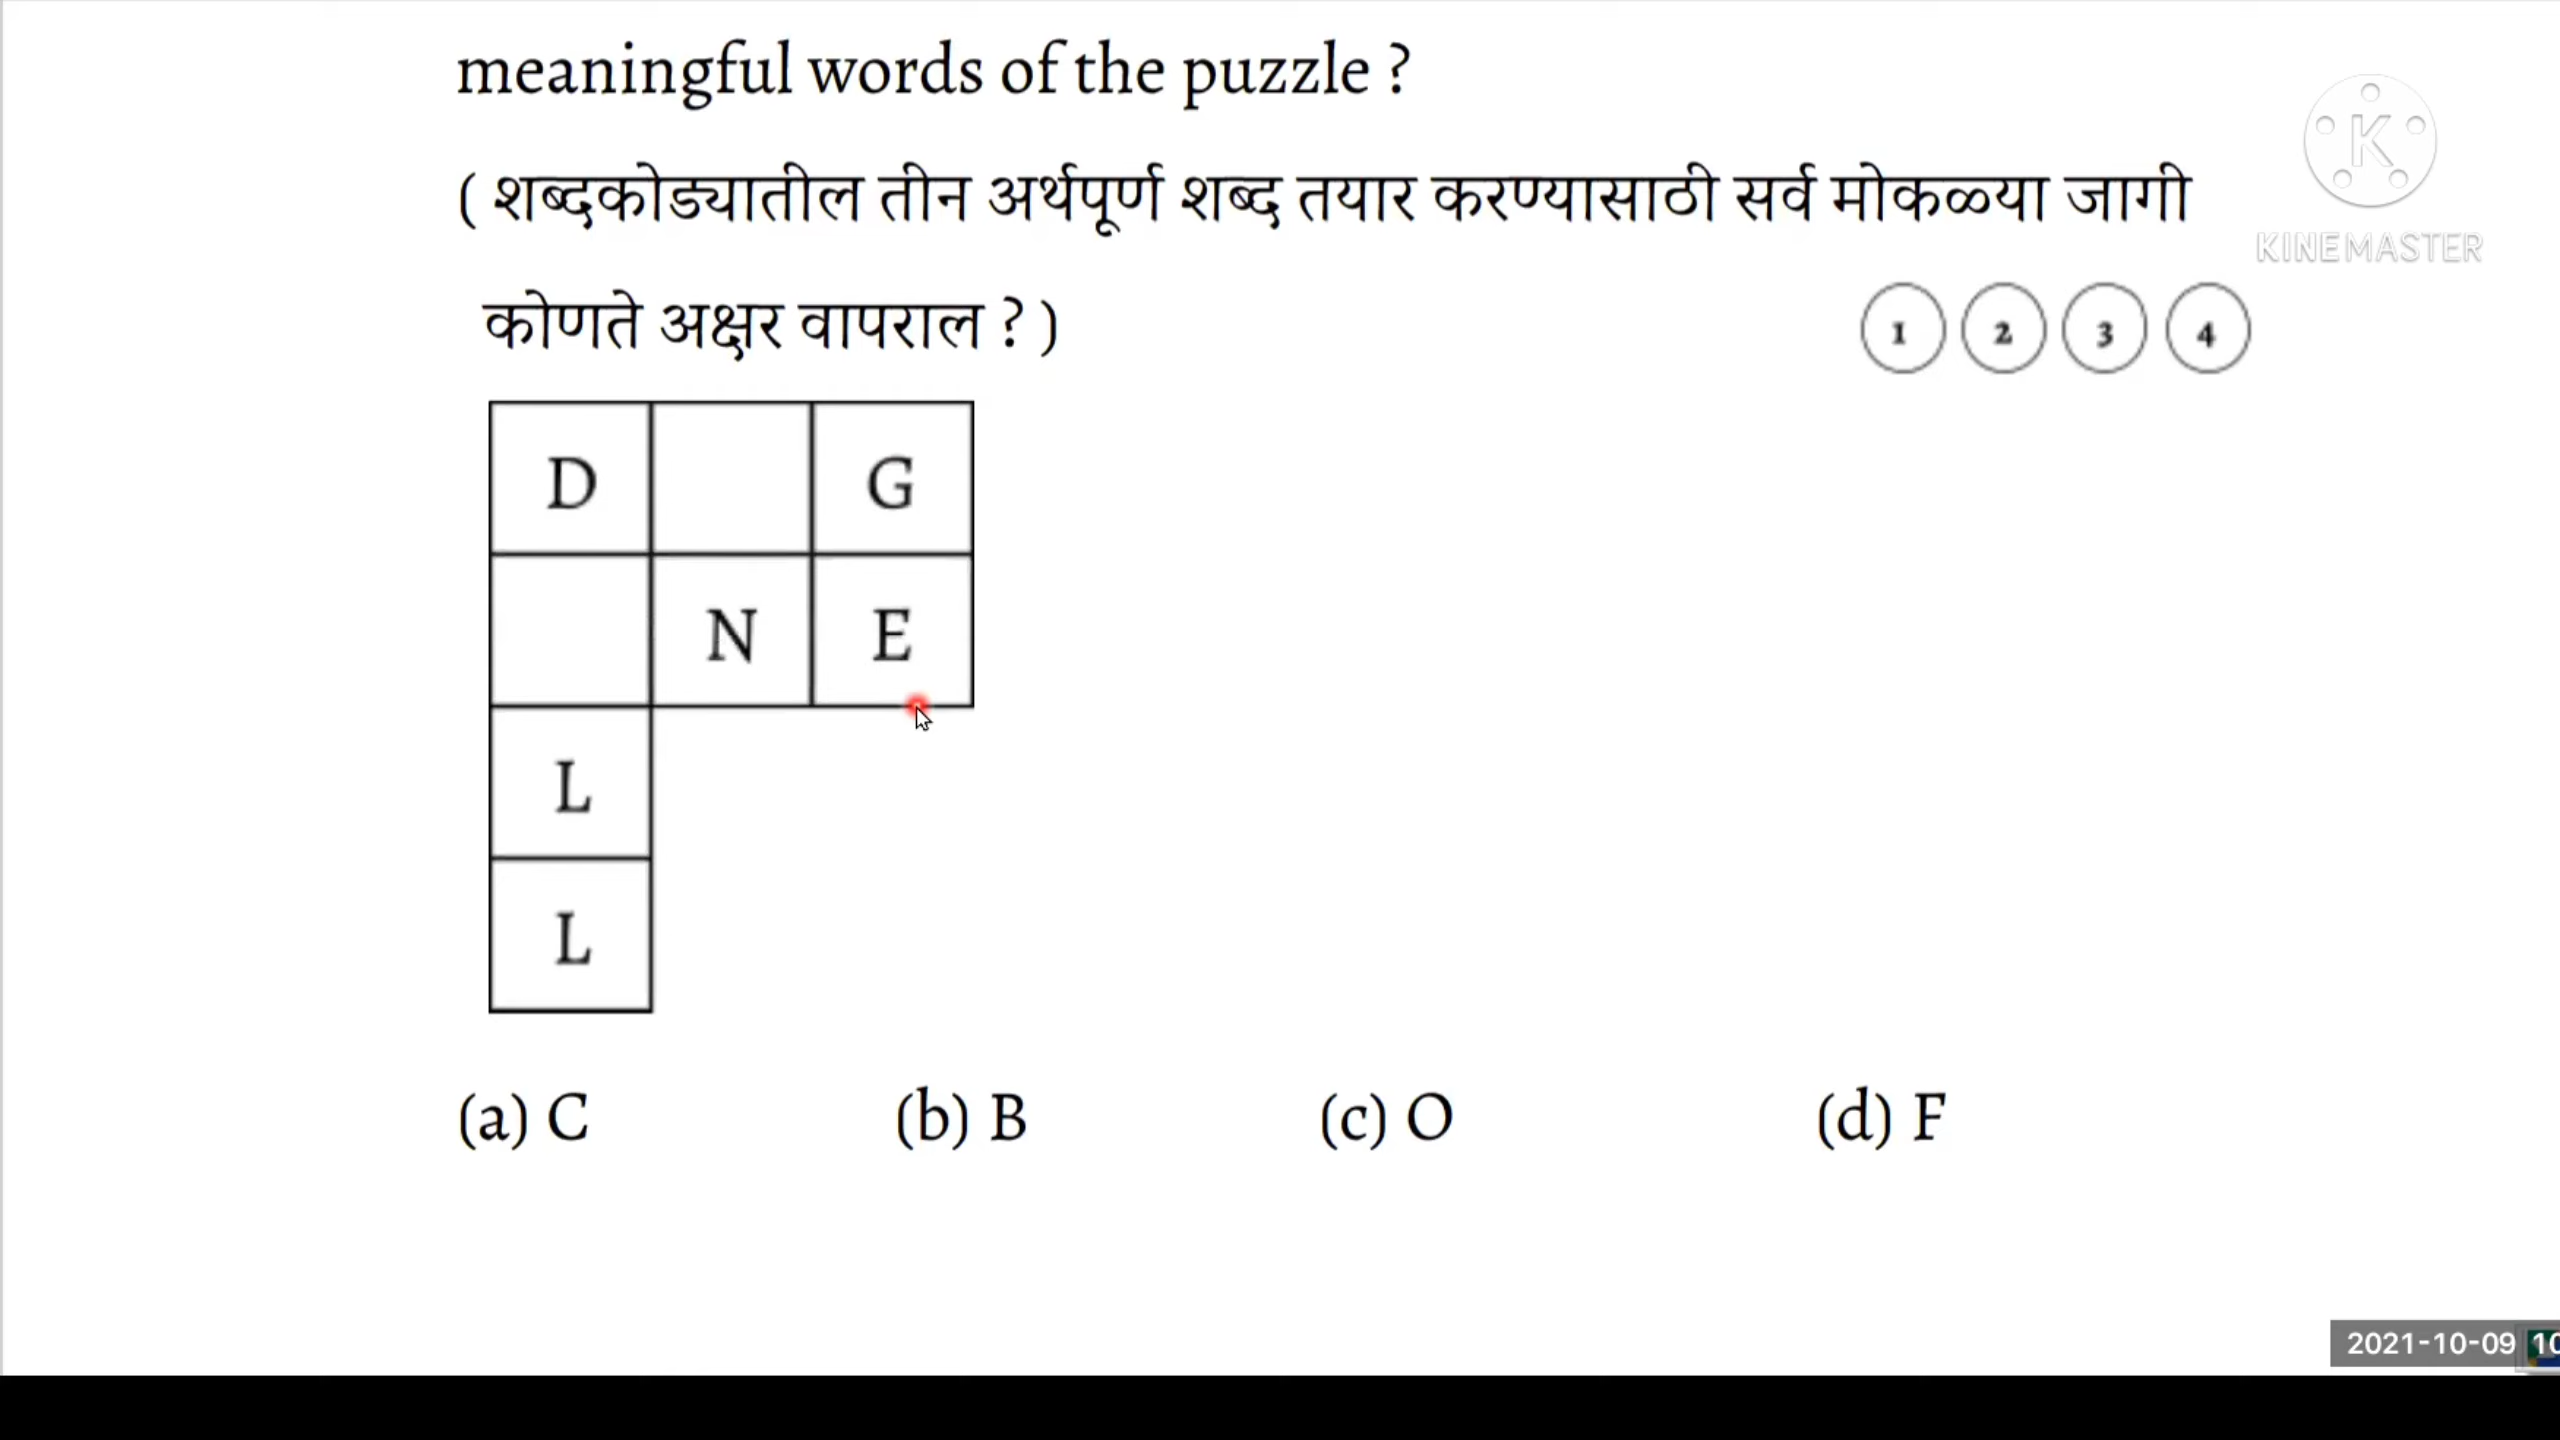 meaningful words of the puzzle ?
( शब्दकोड्यातील तीन अर्थपूर्ण शब्द तयार करण्यासाठी सर्व मोकळ्या जागी
कोणते अक्षर वापराल ? )
K
KINEMASTER
1 2 3 4
D G
N E
L
L
(a) C (b) B (c) O (d) F
2021-10-09 10